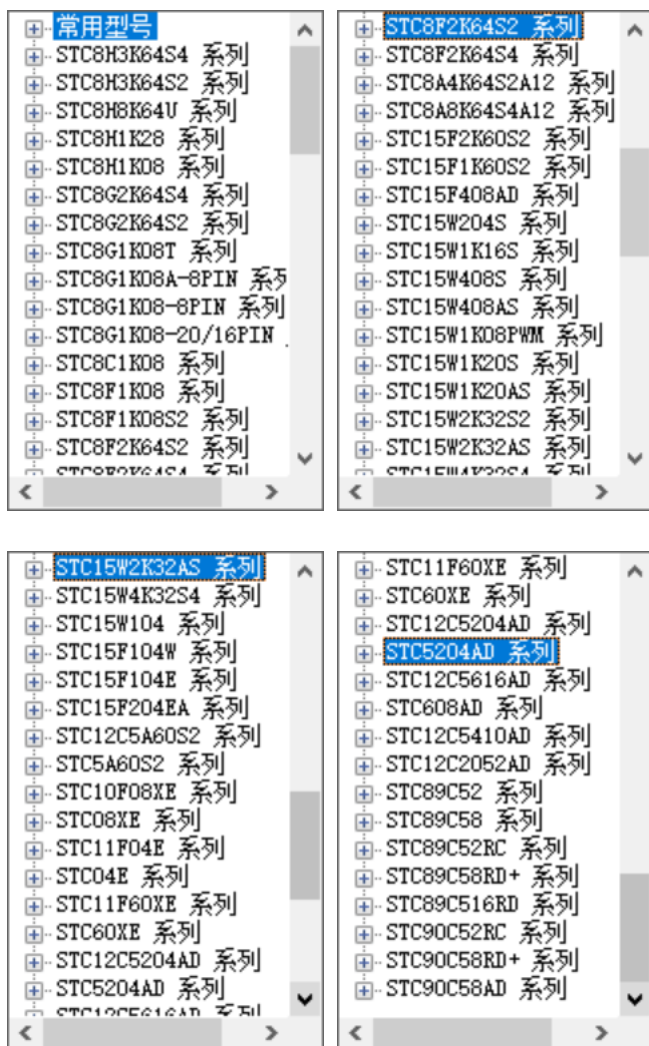 常用型号
STC8H3K64S4 系列
STC8H3K64S2 系列
STC8H8K64U 系列
STC8H1K28 系列
STC8H1K08 系列
STC8G2K64S4 系列
STC8G2K64S2 系列
STC8G1K08T 系列
STC8G1K08A-8PIN 系列
STC8G1K08-8PIN 系列
STC8G1K08-20/16PIN
STC8C1K08 系列
STC8F1K08 系列
STC8F1K08S2 系列
STC8F2K64S2 系列
STC8F2K64S4 系列
STC8F2K64S2 系列
STC8F2K64S4 系列
STC8A4K64S2A12 系列
STC8A8K64S4A12 系列
STC15F2K60S2 系列
STC15F1K60S2 系列
STC15F408AD 系列
STC15W204S 系列
STC15W1K16S 系列
STC15W408S 系列
STC15W408AS 系列
STC15W1K08PWM 系列
STC15W1K20S 系列
STC15W1K20AS 系列
STC15W2K32S2 系列
STC15W2K32AS 系列
STC15W4K32S4 系列
STC15W2K32AS 系列
STC15W4K32S4 系列
STC15W104 系列
STC15F104W 系列
STC15F104E 系列
STC15F204EA 系列
STC12C5A60S2 系列
STC5A60S2 系列
STC10F08XE 系列
STC08XE 系列
STC11F04E 系列
STC04E 系列
STC11F60XE 系列
STC60XE 系列
STC12C5204AD 系列
STC5204AD 系列
STC12C5616AD 系列
STC11F60XE 系列
STC60XE 系列
STC12C5204AD 系列
STC5204AD 系列
STC12C5616AD 系列
STC608AD 系列
STC12C5410AD 系列
STC12C2052AD 系列
STC89C52 系列
STC89C58 系列
STC89C52RC 系列
STC89C58RD+ 系列
STC89C516RD 系列
STC90C52RC 系列
STC90C58RD+ 系列
STC90C58AD 系列